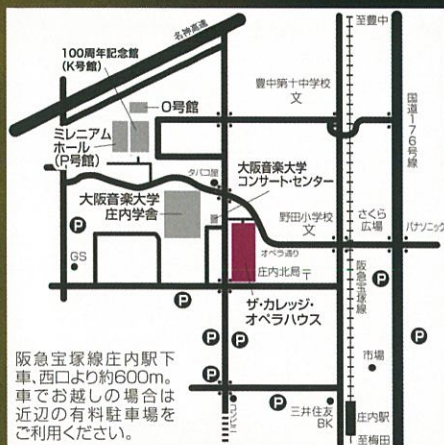 名神高速
至豊中
100周年記念館
(K号館)
O号館
豊中第十中学校
文
国道176号線
ミレニアム
ホール
(P号館)
タバコ屋
大阪音楽大学
コンサート・センター
大阪音楽大学
庄内学舎
野田小学校
文
さくら
広場
パナソニック
P
オペラ通り
GS
庄内北局〒
阪急宝塚線
P
ザ・カレッジ・
オペラハウス
P
P
P
市場
阪急宝塚線庄内駅下
車、西口より約600m。
車でお越しの場合は
近辺の有料駐車場を
ご利用ください。
コンビニ
P
三井住友
BK
庄内駅
至梅田